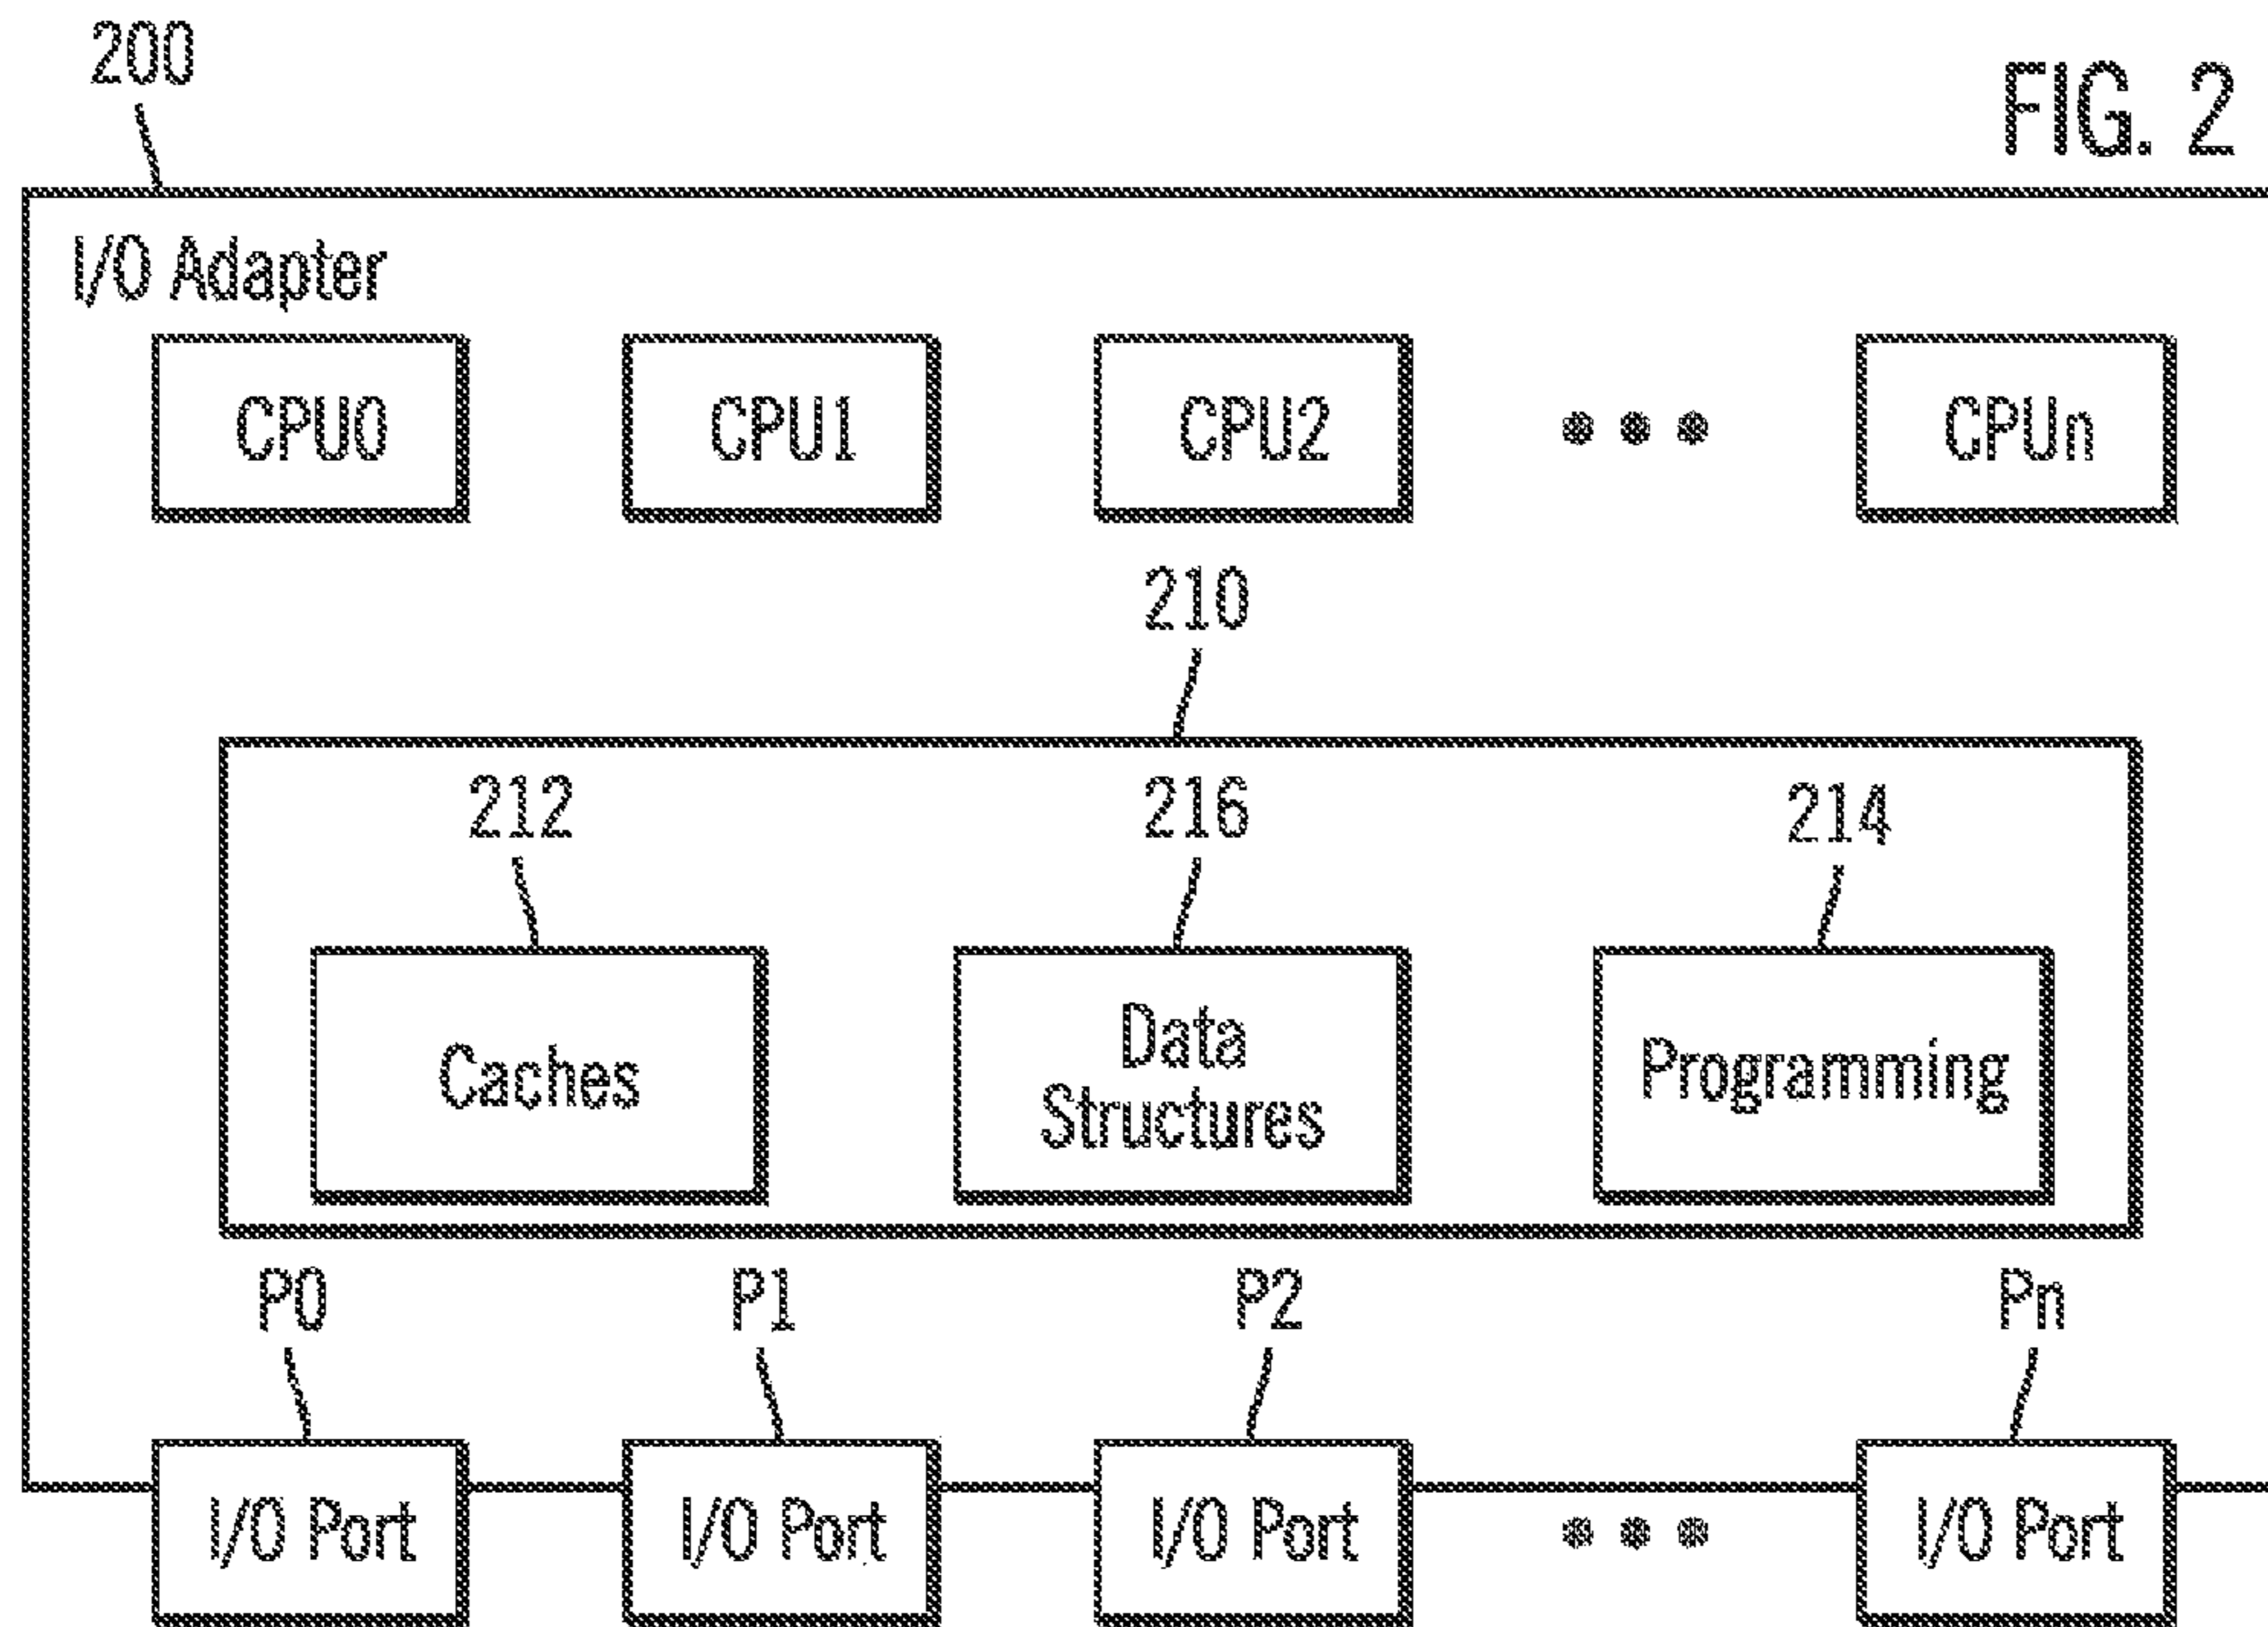 200
FIG. 2
I/O Adapter
CPU0
CPU1
CPU2
CPUn
210
212
216
214
Caches
Data
Structures
Programming
P0
P1
P2
Pn
I/O Port
I/O Port
I/O Port
I/O Port